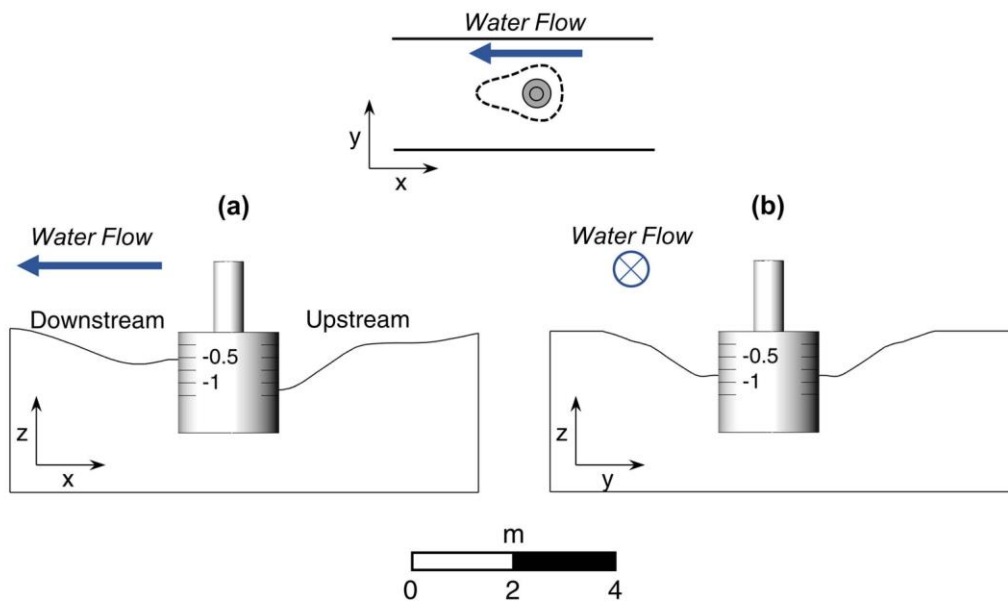 Water Flow
y
x
(a)
(b)
Water Flow
Water Flow
Downstream
Upstream
-0.5
-1
-0.5
-1
z
x
z
y
m
0 2 4